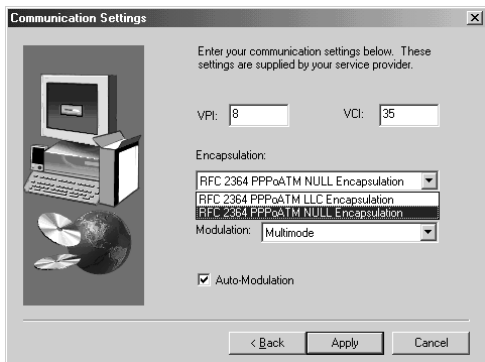 Communication Settings
Enter your communication settings below. These
settings are supplied by your service provider.
VPI: 8 VCI: 35
Encapsulation:
RFC 2364 PPPoATM NULL Encapsulation
RFC 2364 PPPoATM LLC Encapsulation
RFC 2364 PPPoATM NULL Encapsulation
Modulation: Multimode
Auto-Modulation
< Back Apply Cancel